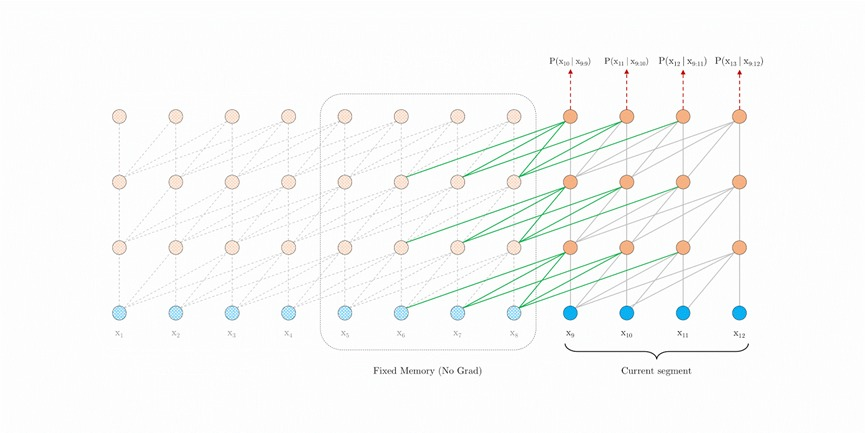 P(x₁₀ | x₉:₉) P(x₁₁ | x₉:₁₀) P(x₁₂ | x₉:₁₁) P(x₁₃ | x₉:₁₂)
x₁ x₂ x₃ x₄ x₅ x₆ x₇ x₈ x₉ x₁₀ x₁₁ x₁₂
Fixed Memory (No Grad) Current segment